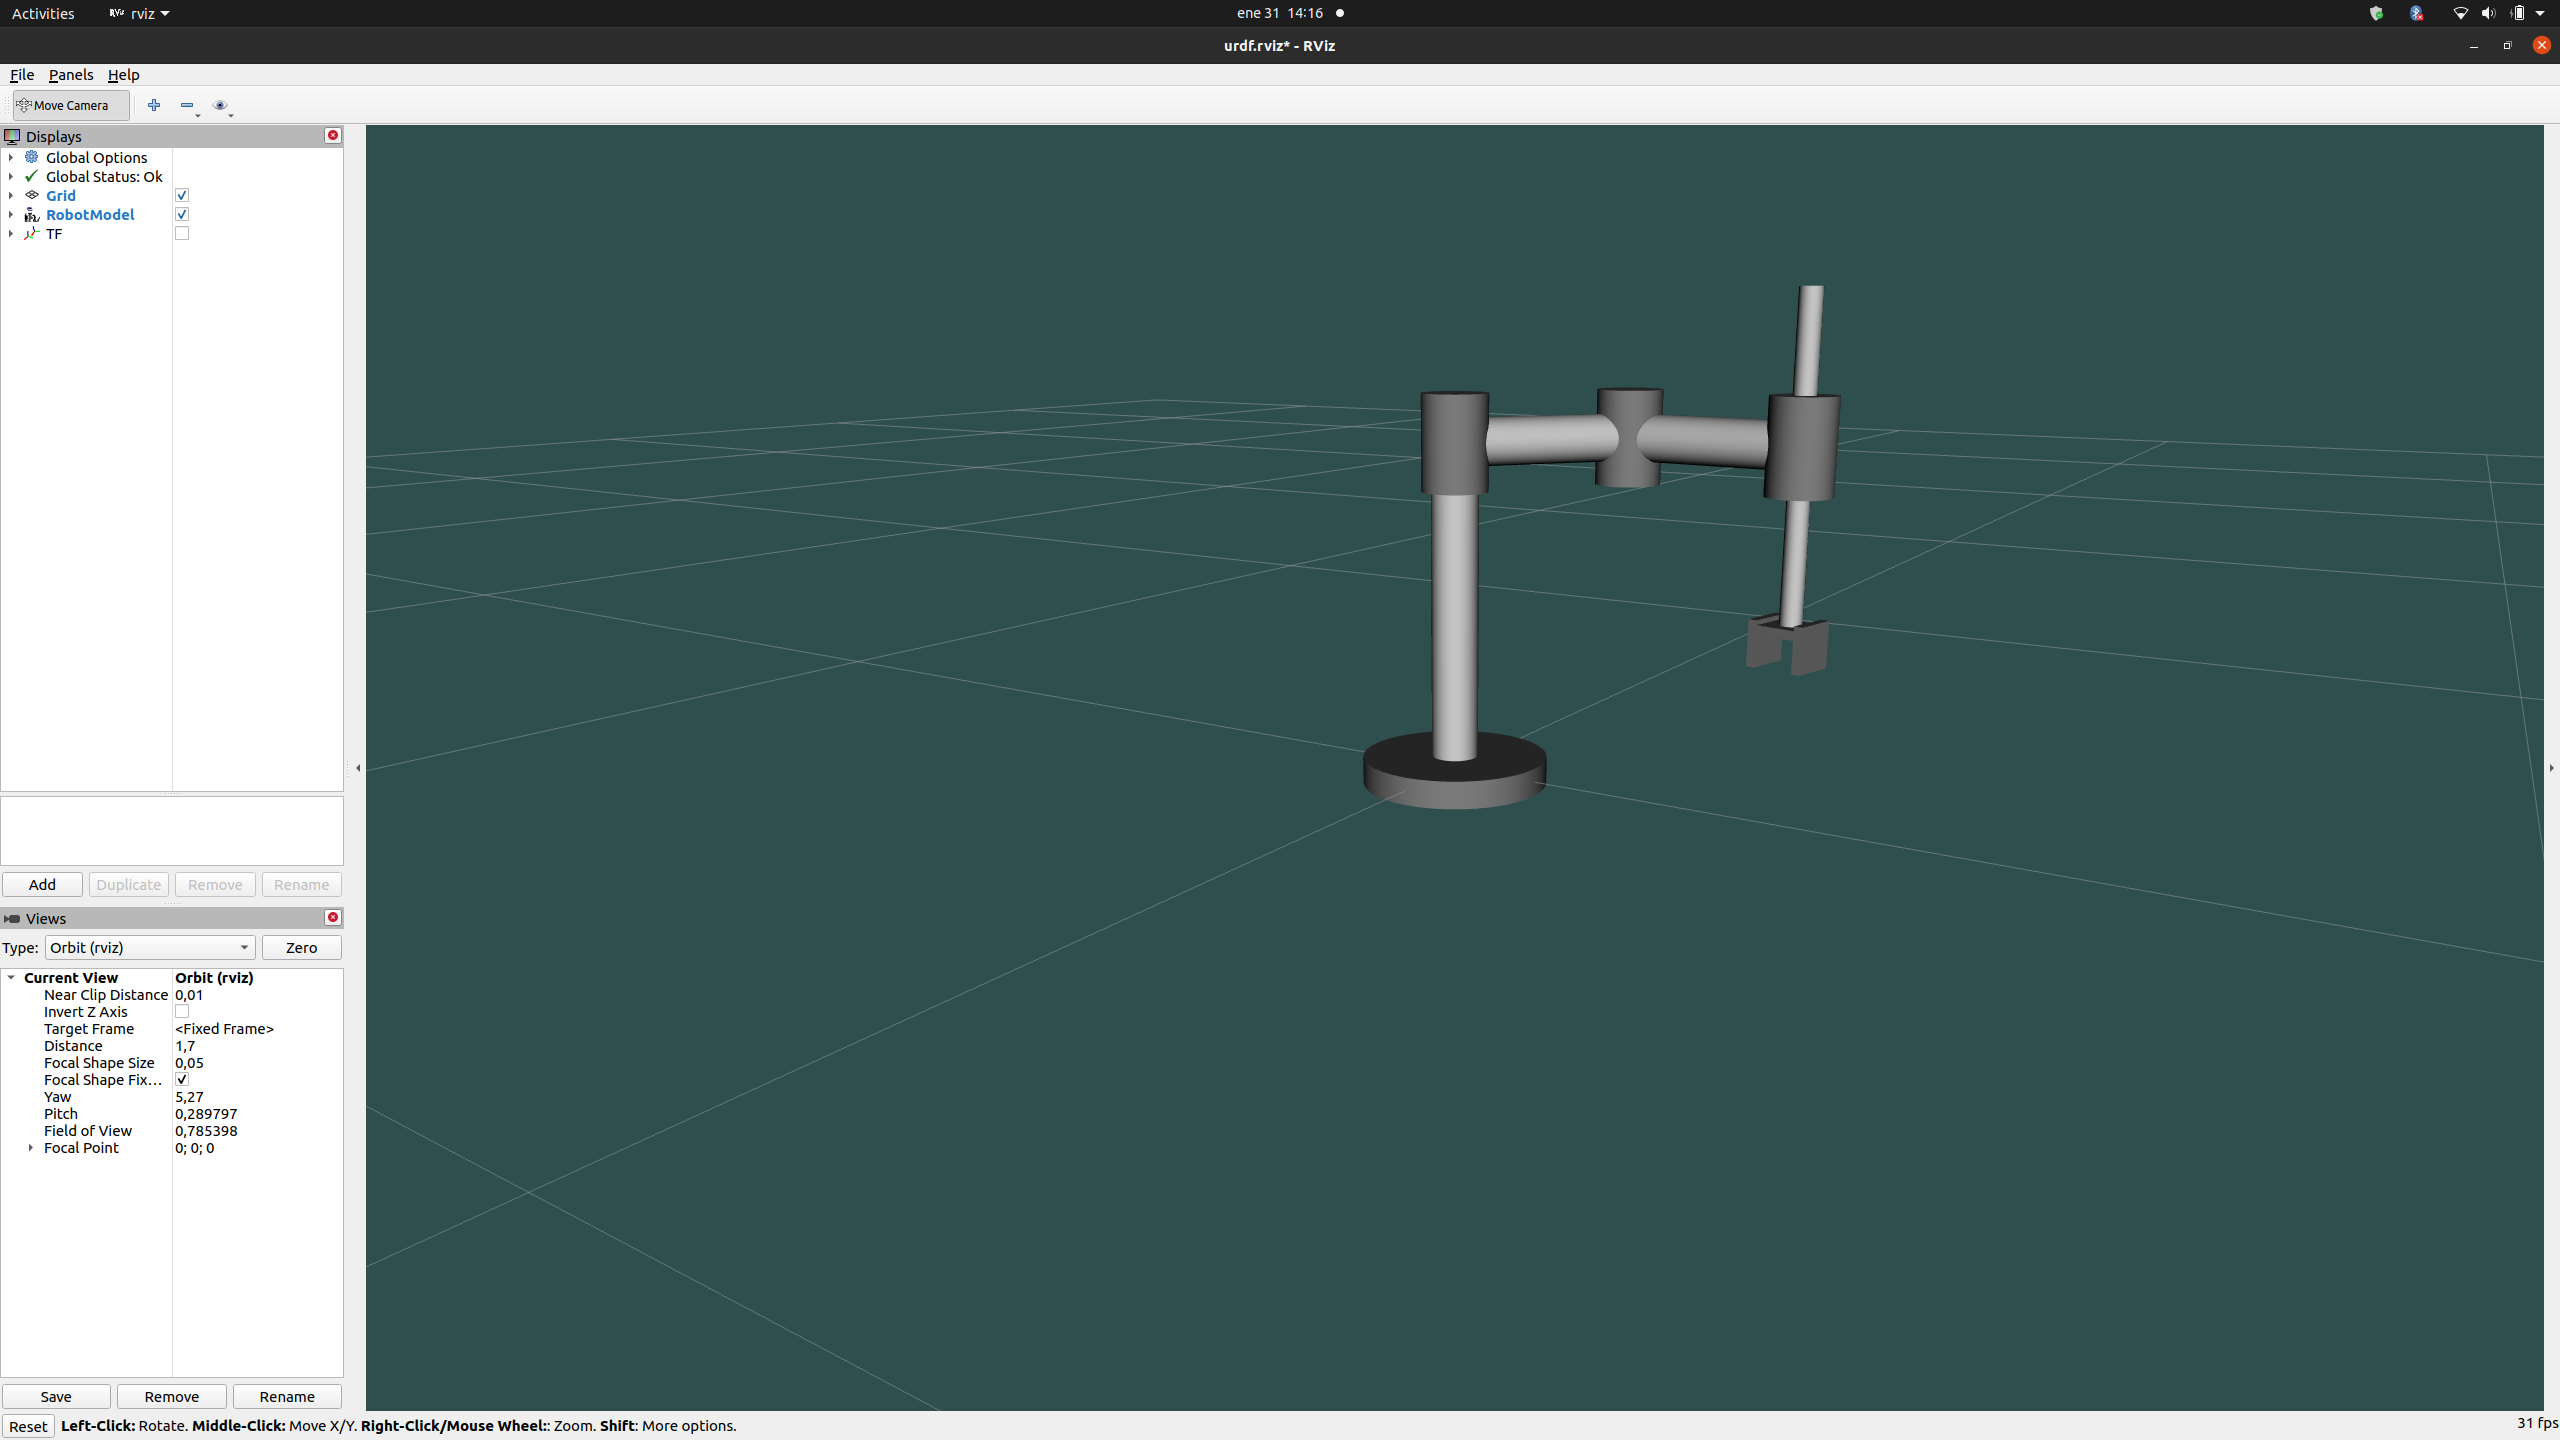 Activities rviz ene 31 14:16
urdf.rviz* - RViz
File Panels Help
Move Camera
Displays
Global Options
Global Status: Ok
Grid
RobotModel
TF
Add Duplicate Remove Rename
Views
Type: Orbit (rviz) Zero
Current View Orbit (rviz)
Near Clip Distance 0,01
Invert Z Axis
Target Frame <Fixed Frame>
Distance 1,7
Focal Shape Size 0,05
Focal Shape Fix...
Yaw 5,27
Pitch 0,289797
Field of View 0,785398
Focal Point 0; 0; 0
Save Remove Rename
Reset Left-Click: Rotate. Middle-Click: Move X/Y. Right-Click/Mouse Wheel:: Zoom. Shift: More options. 31 fps